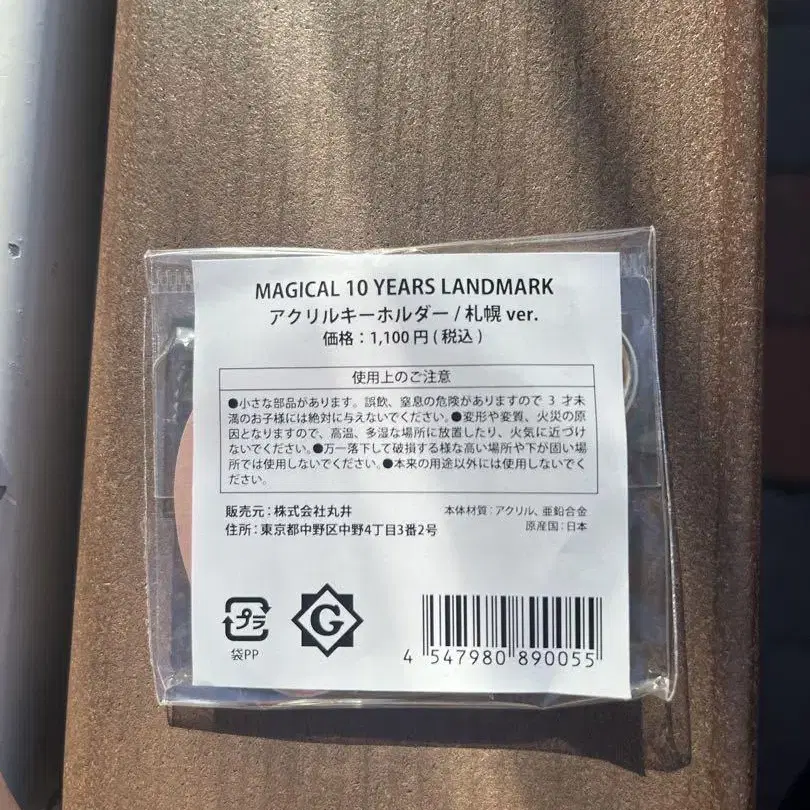 MAGICAL 10 YEARS LANDMARK
アクリルキーホルダー / 札幌 ver.
価格：1,100円 ( 税込 )
使用上のご注意
●小さな部品があります。誤飲、窒息の危険がありますので 3 才未
満のお子様には絶対に与えないでください。●変形や変質、火災の原
因となりますので、高温、多湿な場所に放置したり、火気に近づけ
ないでください。●万一落下して破損する様な高い場所や下が固い場
所では使用しないでください。●本来の用途以外には使用しないでく
ださい。
販売元：株式会社丸井
住所：東京都中野区中野4丁目3番2号
本体材質：アクリル、亜鉛合金
原産国：日本
プラ
袋PP
G
4 547980 890055